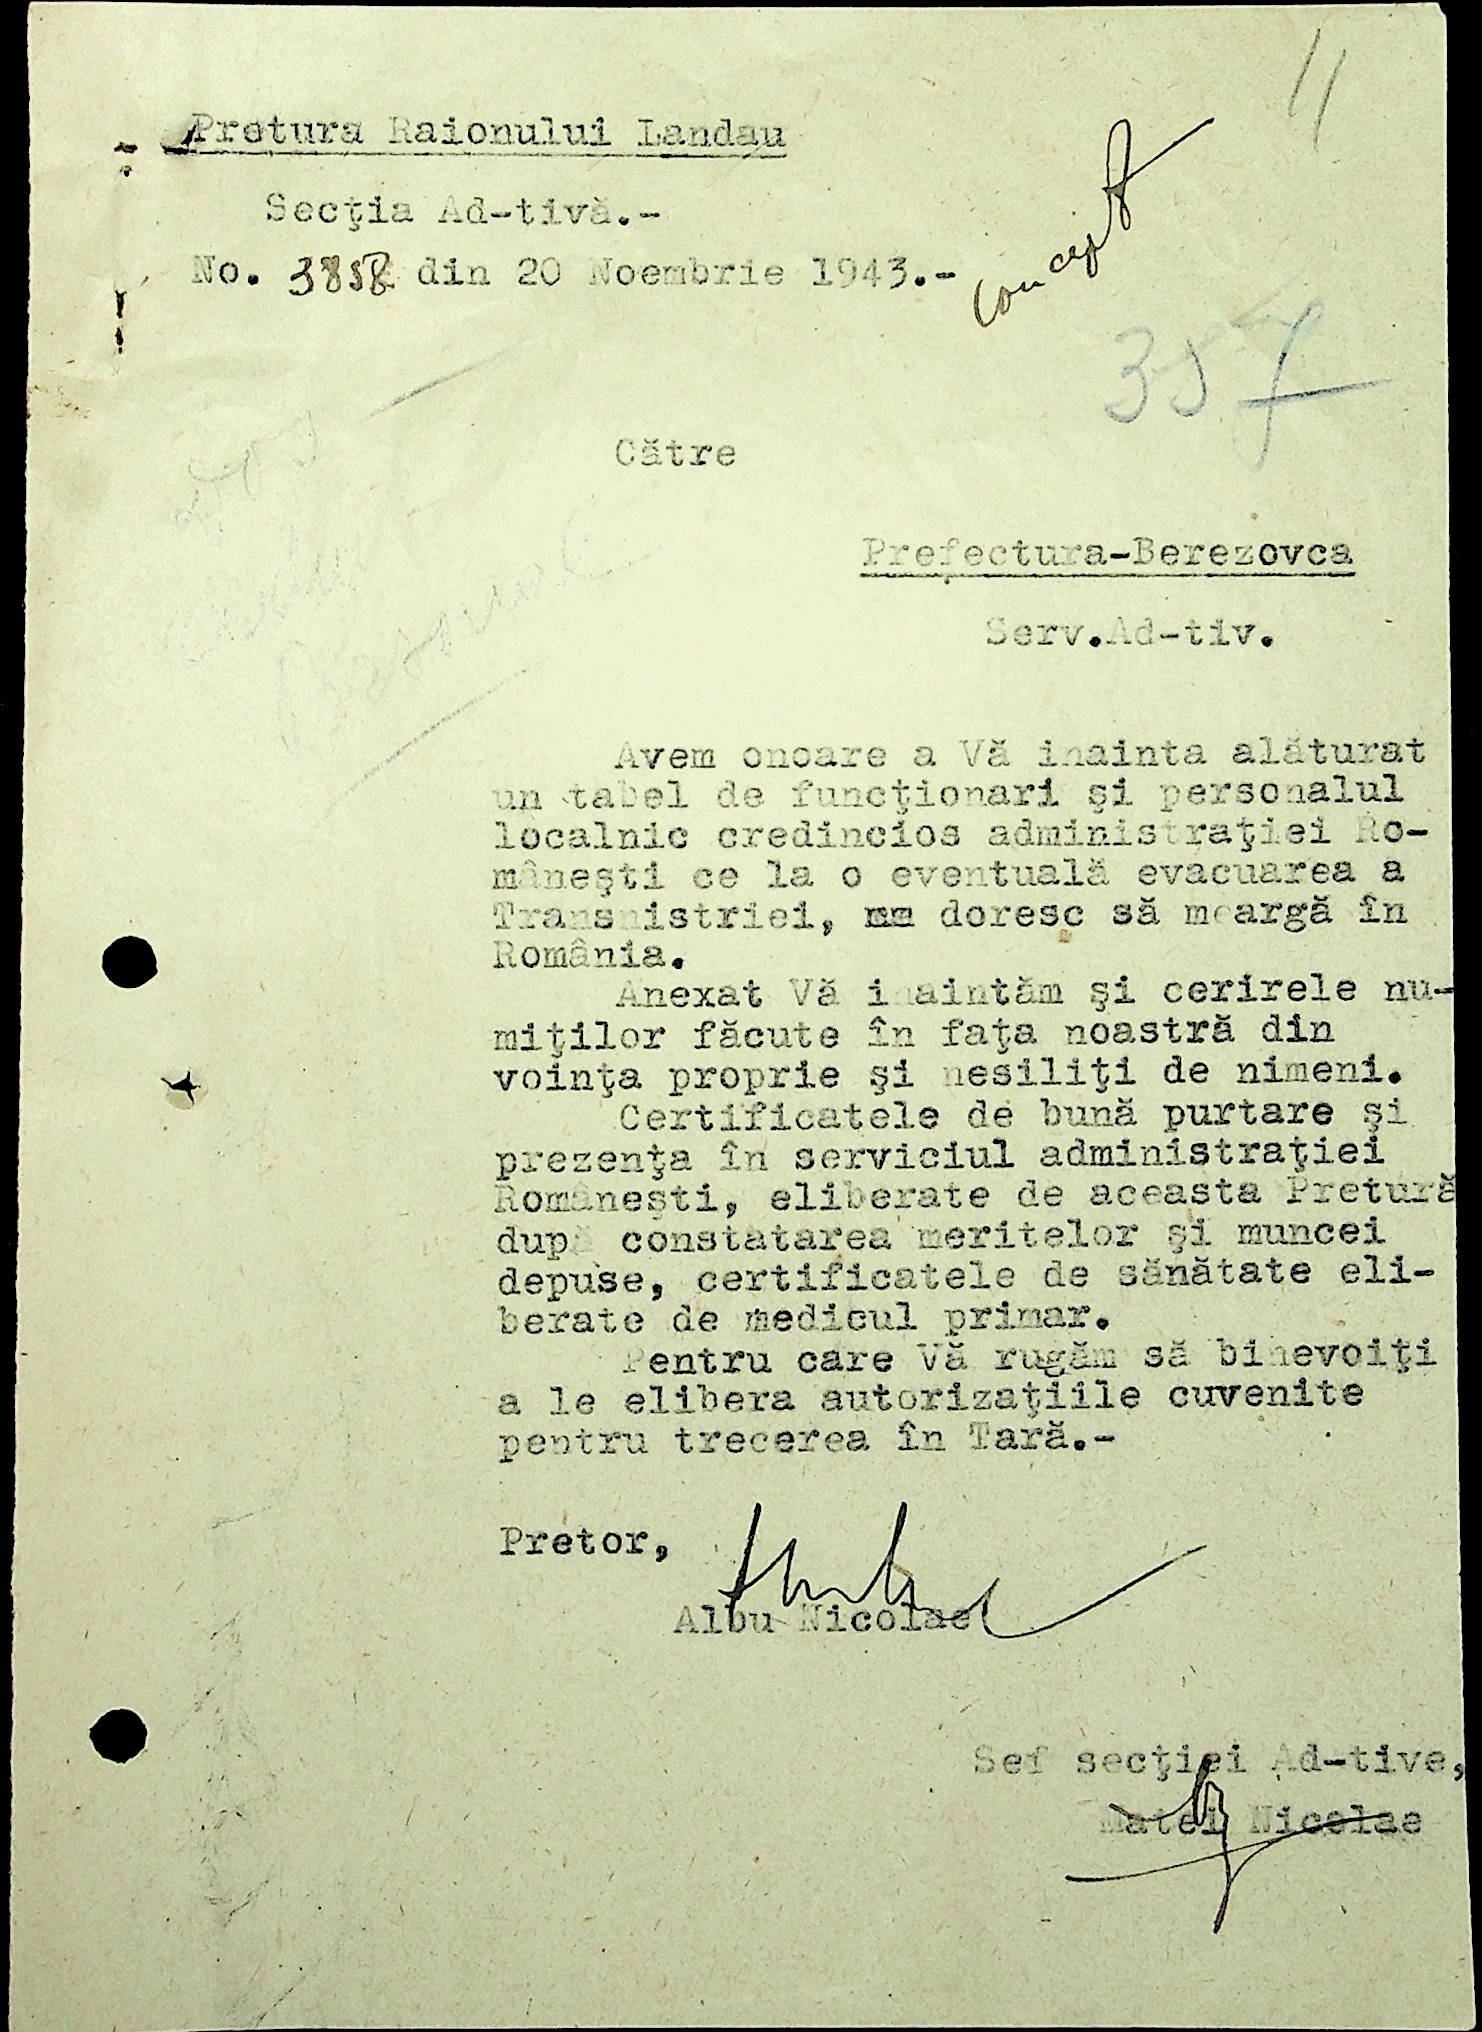 11
Pretura Raionului Landau
Secţia Ad-tivă.-
No. 3858 din 20 Noembrie 1943.-
concept
357
Către
Prefectura-Berezovca
Serv.Ad-tiv.
Avem onoare a Vă inainta alăturat
un tabel de funcţionari şi personalul
localnic credincios administraţiei Ro-
mâneşti ce la o eventuală evacuarea a
Transnistriei, doresc să meargă în
România.
Anexat Vă inaintăm şi cerirele nu-
miţilor făcute în faţa noastră din
voinţa proprie şi nesiliţi de nimeni.
Certificatele de bună purtare şi
prezenţa în serviciul administraţiei
Româneşti, eliberate de aceasta Pretură
după constatarea meritelor şi muncei
depuse, certificatele de sănătate eli-
berate de medicul primar.
Pentru care Vă rugăm să binevoiţi
a le elibera autorizaţiile cuvenite
pentru trecerea în Tară.-
Pretor,
Albu Nicolae
Sef secţiei Ad-tive,
Matei Nicolae